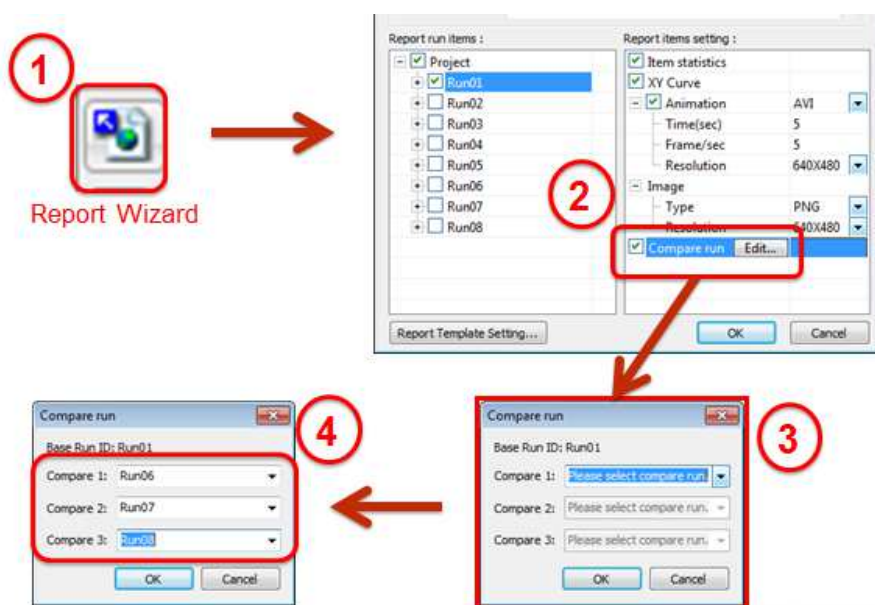 1
Report Wizard
Report run items :
Project
Run01
Run02
Run03
Run04
Run05
Run06
Run07
Run08
Report Template Setting...
Report items setting :
Item statistics
XY Curve
Animation AVI
Time(sec) 5
Frame/sec 5
Resolution 640X480
Image
Type PNG
Resolution 640X480
Compare run Edit...
OK Cancel
2
Compare run
3
Base Run ID: Run01
Compare 1: Please select compare run.
Compare 2: Please select compare run.
Compare 3: Please select compare run.
OK Cancel
Compare run
4
Base Run ID: Run01
Compare 1: Run06
Compare 2: Run07
Compare 3: Run08
OK Cancel